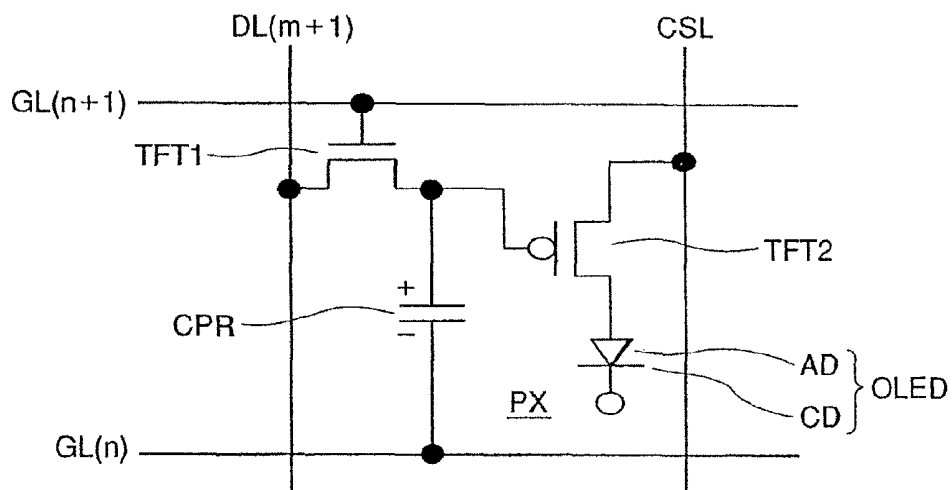 DL(m+1)
CSL
GL(n+1)
TFT1
TFT2
+
CPR
−
AD
OLED
PX
CD
GL(n)